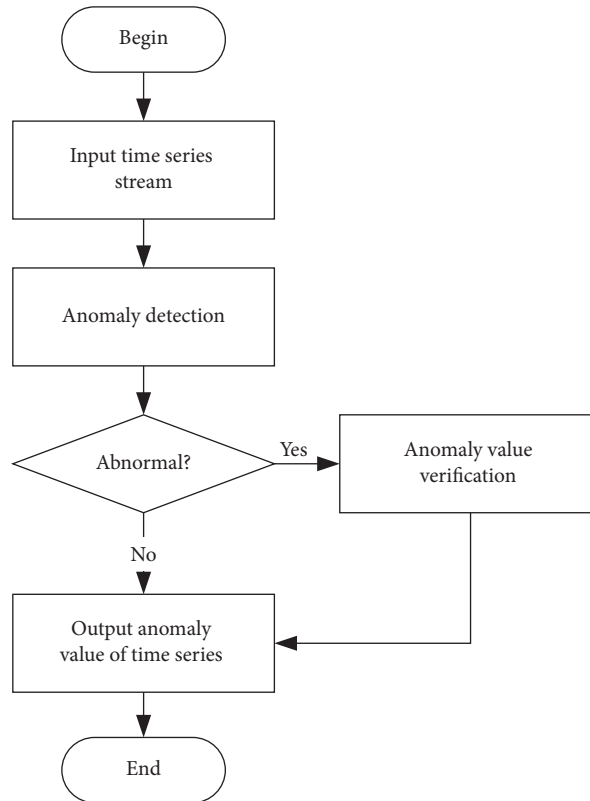 Begin
Input time series
stream
Anomaly detection
Abnormal?
Yes
Anomaly value
verification
No
Output anomaly
value of time series
End